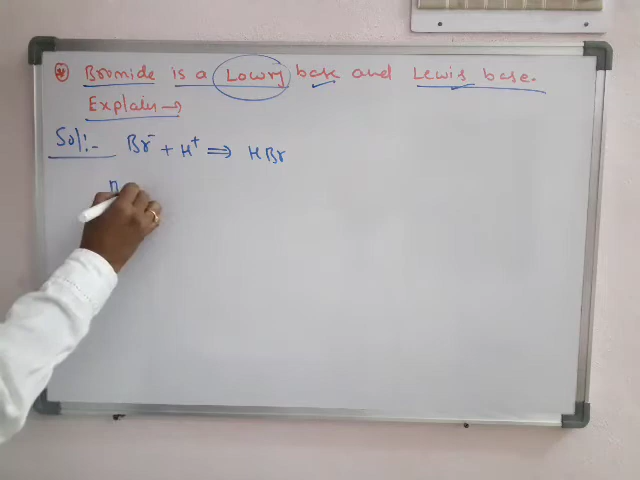 * Bromide is a Lowry base and Lewis base.
Explain →
Sol:-
Br⁻ + H⁺ ⇒ HBr